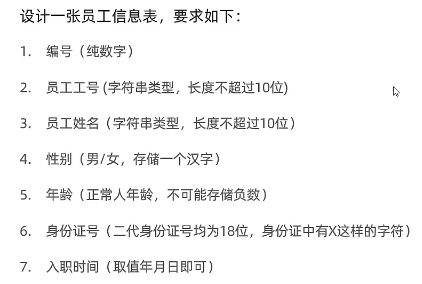 设计一张员工信息表，要求如下：
1. 编号（纯数字）
2. 员工工号 (字符串类型，长度不超过10位)
3. 员工姓名（字符串类型，长度不超过10位）
4. 性别（男/女，存储一个汉字）
5. 年龄（正常人年龄，不可能存储负数）
6. 身份证号（二代身份证号均为18位，身份证中有X这样的字符）
7. 入职时间（取值年月日即可）